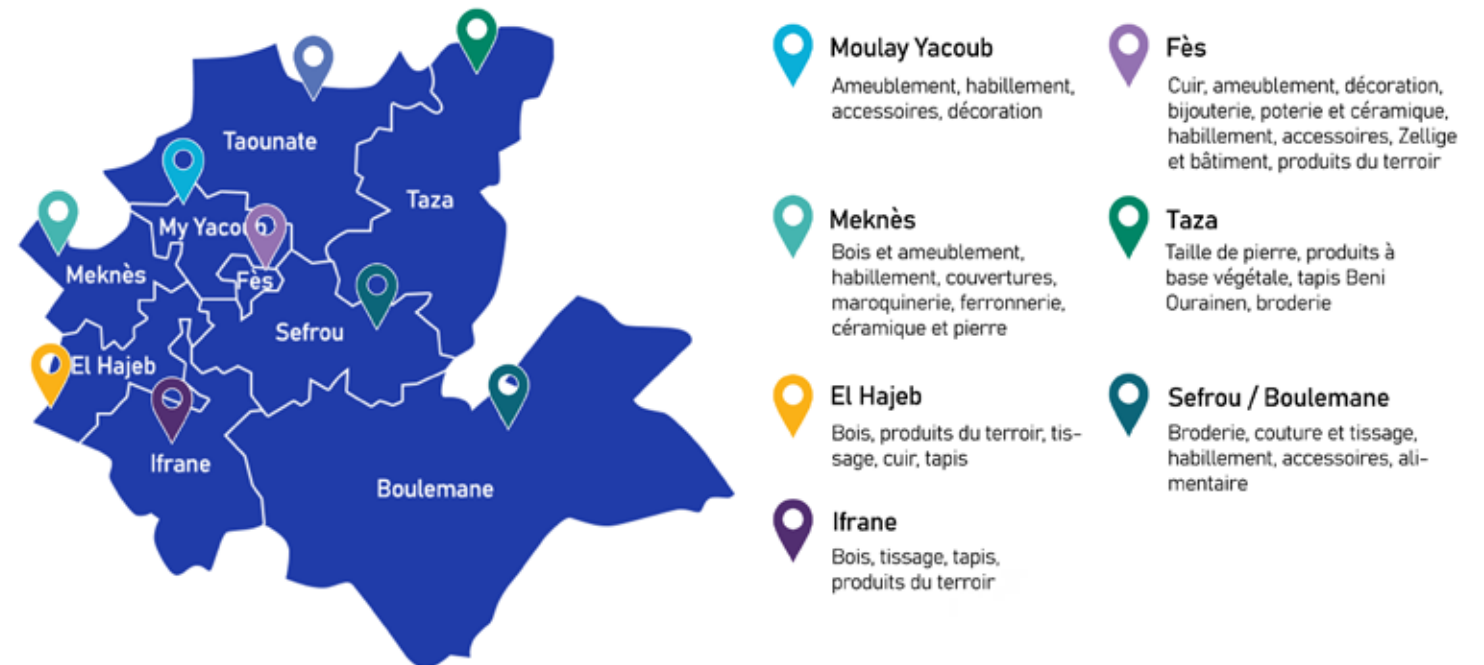 Taounate
Taza
My Yacoub
Meknès
Fès
Sefrou
El Hajeb
Ifrane
Boulemane
Moulay Yacoub
Ameublement, habillement,
accessoires, décoration
Meknès
Bois et ameublement,
habillement, couvertures,
maroquinerie, ferronnerie,
céramique et pierre
El Hajeb
Bois, produits du terroir, tis-
sage, cuir, tapis
Ifrane
Bois, tissage, tapis,
produits du terroir
Fès
Cuir, ameublement, décoration,
bijouterie, poterie et céramique,
habillement, accessoires, Zellige
et bâtiment, produits du terroir
Taza
Taille de pierre, produits à
base végétale, tapis Beni
Ourainen, broderie
Sefrou / Boulemane
Broderie, couture et tissage,
habillement, accessoires, ali-
mentaire